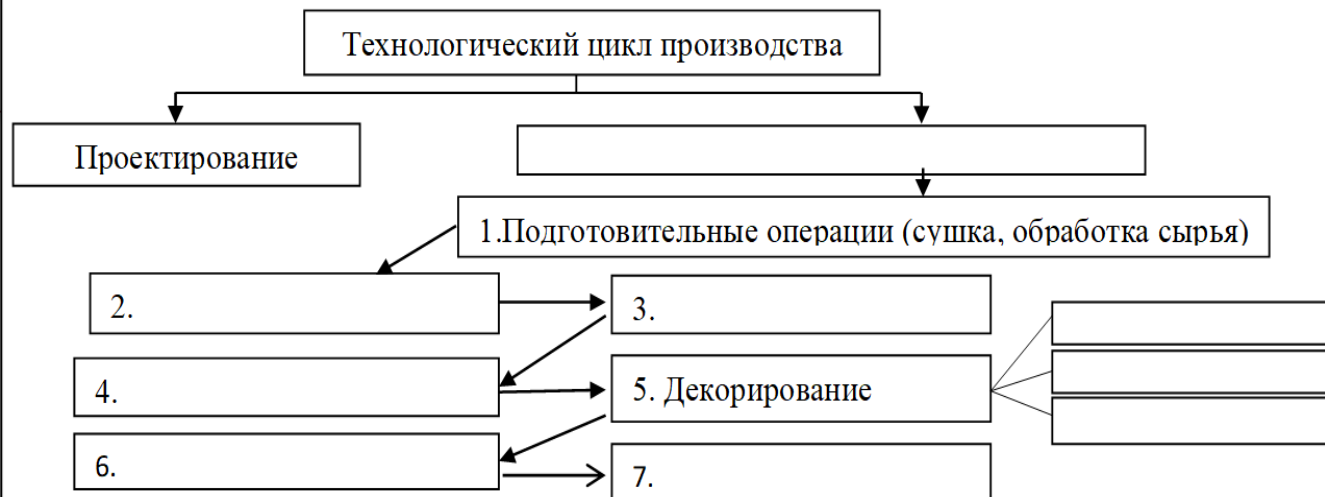 Технологический цикл производства
Проектирование
1.Подготовительные операции (сушка, обработка сырья)
2.
3.
4.
5. Декорирование
6.
7.